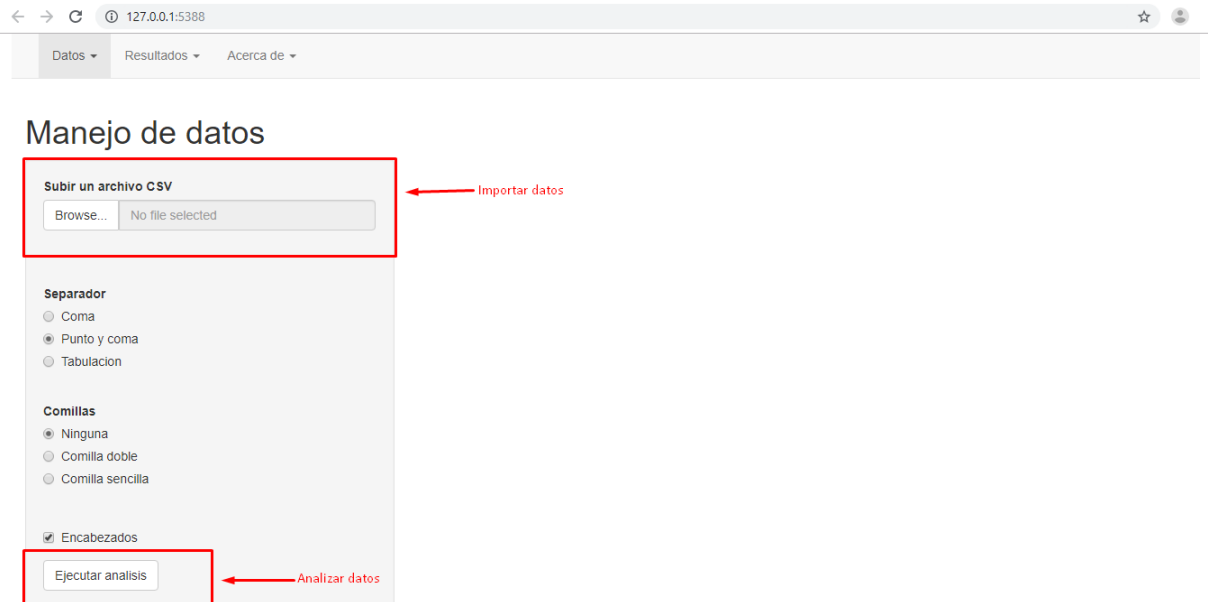 127.0.0.1:5388
Datos Resultados Acerca de
Manejo de datos
Subir un archivo CSV
Importar datos
Browse... No file selected
Separador
Coma
Punto y coma
Tabulacion
Comillas
Ninguna
Comilla doble
Comilla sencilla
Encabezados
Ejecutar analisis
Analizar datos